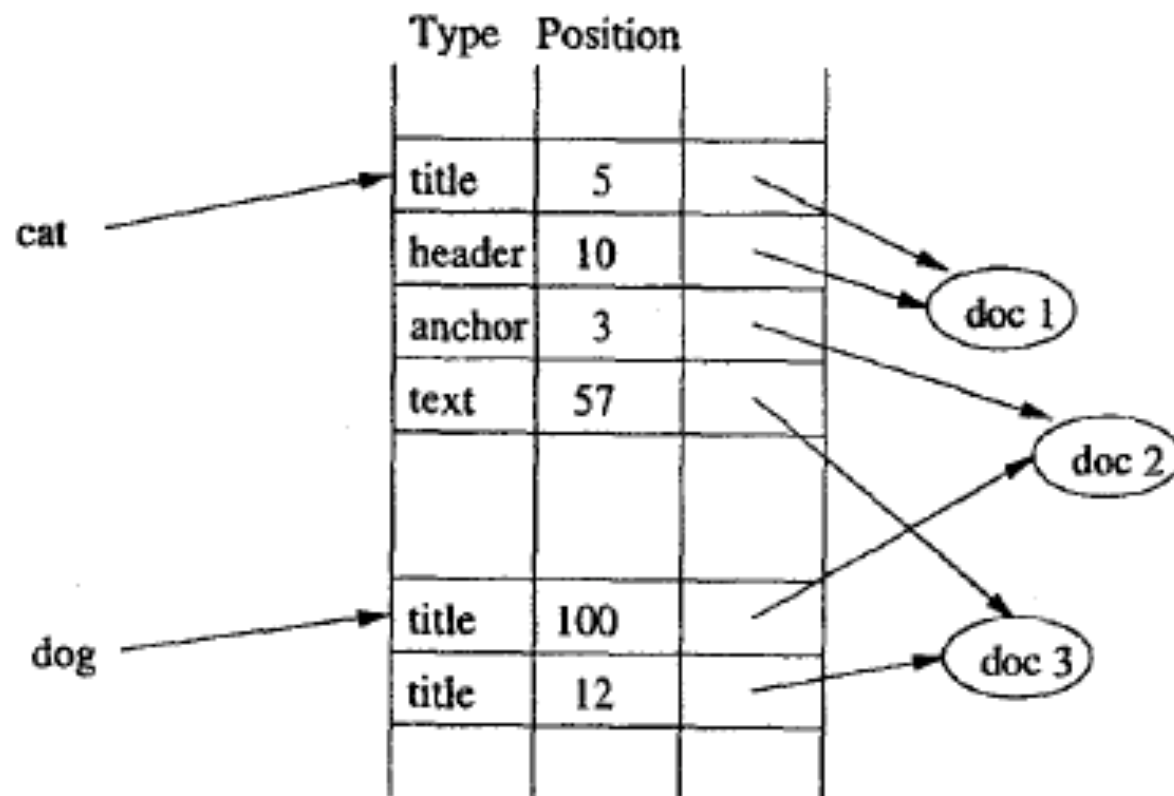 Type Position
title 5
cat
header 10
doc 1
anchor 3
text 57
doc 2
title 100
dog
doc 3
title 12